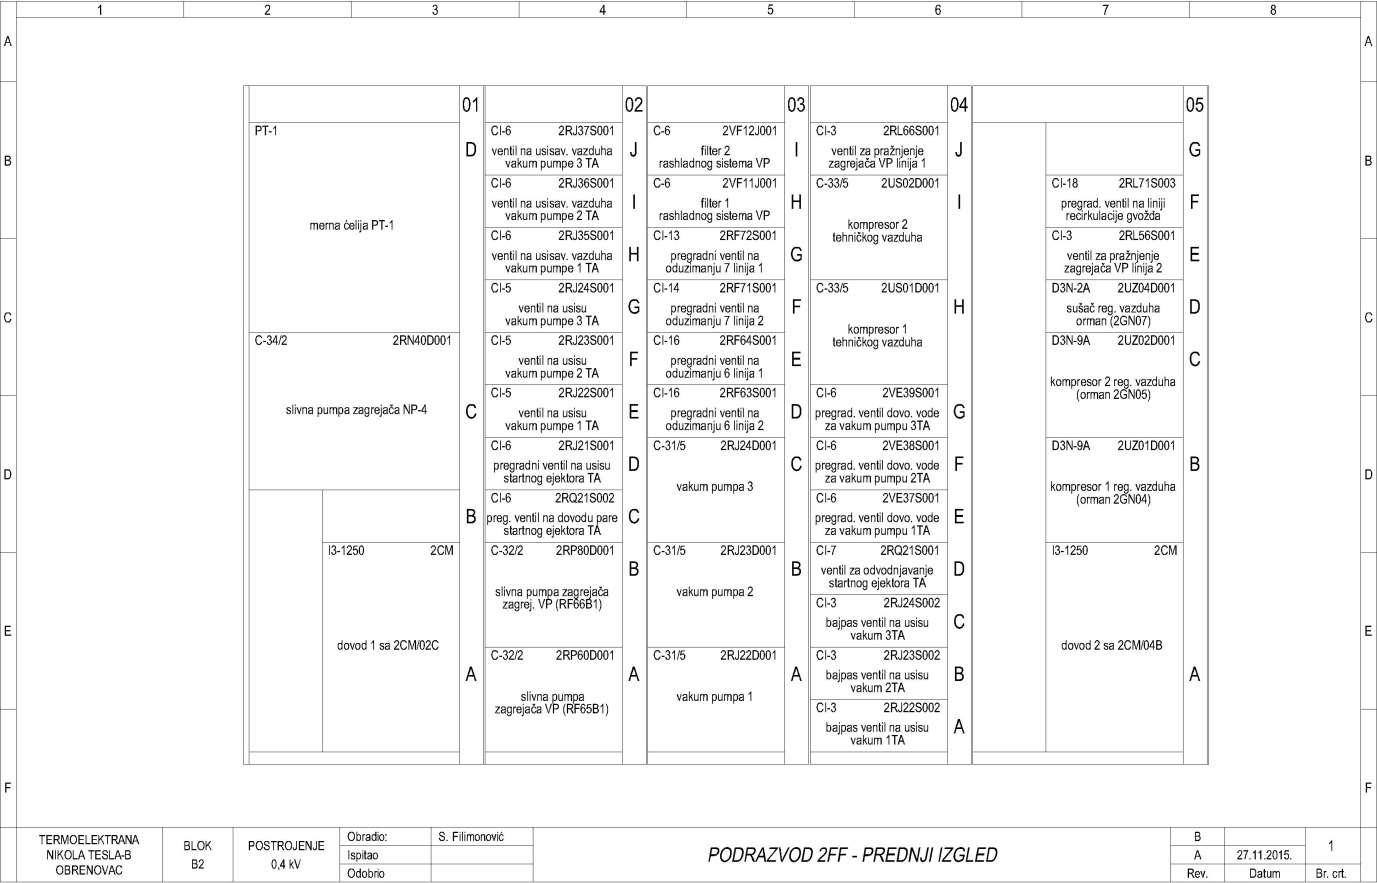 1 2 3 4 5 6 7 8
A A
B B
C C
D D
E E
F F
01
PT-1
merna ćelija PT-1
D
C-34/2 2RN40D001
slivna pumpa zagrejača NP-4
C
B
I3-1250 2CM
dovod 1 sa 2CM/02C
A
02
CI-6 2RJ37S001
ventil na usisav. vazduha
vakum pumpe 3 TA
J
CI-6 2RJ36S001
ventil na usisav. vazduha
vakum pumpe 2 TA
I
CI-6 2RJ35S001
ventil na usisav. vazduha
vakum pumpe 1 TA
H
CI-5 2RJ24S001
ventil na usisu
vakum pumpe 3 TA
G
CI-5 2RJ23S001
ventil na usisu
vakum pumpe 2 TA
F
CI-5 2RJ22S001
ventil na usisu
vakum pumpe 1 TA
E
CI-6 2RJ21S001
pregradni ventil na usisu
startnog ejektora TA
D
CI-6 2RQ21S002
preg. ventil na dovodu pare
startnog ejektora TA
C
C-32/2 2RP80D001
slivna pumpa zagrejača
zagrej. VP (RF66B1)
B
C-32/2 2RP60D001
slivna pumpa
zagrejača VP (RF65B1)
A
03
C-6 2VF12J001
filter 2
rashladnog sistema VP
I
C-6 2VF11J001
filter 1
rashladnog sistema VP
H
CI-13 2RF72S001
pregradni ventil na
oduzimanju 7 linija 1
G
CI-14 2RF71S001
pregradni ventil na
oduzimanju 7 linija 2
F
CI-16 2RF64S001
pregradni ventil na
oduzimanju 6 linija 1
E
CI-16 2RF63S001
pregradni ventil na
oduzimanju 6 linija 2
D
C-31/5 2RJ24D001
vakum pumpa 3
C
C-31/5 2RJ23D001
vakum pumpa 2
B
C-31/5 2RJ22D001
vakum pumpa 1
A
04
CI-3 2RL66S001
ventil za pražnjenje
zagrejača VP linija 1
J
C-33/5 2US02D001
kompresor 2
tehničkog vazduha
I
C-33/5 2US01D001
kompresor 1
tehničkog vazduha
H
CI-6 2VE39S001
pregrad. ventil dovo. vode
za vakum pumpu 3TA
G
CI-6 2VE38S001
pregrad. ventil dovo. vode
za vakum pumpu 2TA
F
CI-6 2VE37S001
pregrad. ventil dovo. vode
za vakum pumpu 1TA
E
CI-7 2RQ21S001
ventil za odvodnjavanje
startnog ejektora TA
D
CI-3 2RJ24S002
bajpas ventil na usisu
vakum 3TA
C
CI-3 2RJ23S002
bajpas ventil na usisu
vakum 2TA
B
CI-3 2RJ22S002
bajpas ventil na usisu
vakum 1TA
A
05
G
CI-18 2RL71S003
pregrad. ventil na liniji
recirkulacije gvožđa
F
CI-3 2RL56S001
ventil za pražnjenje
zagrejača VP linija 2
E
D3N-2A 2UZ04D001
sušač reg. vazduha
orman (2GN07)
D
D3N-9A 2UZ02D001
kompresor 2 reg. vazduha
(orman 2GN05)
C
D3N-9A 2UZ01D001
kompresor 1 reg. vazduha
(orman 2GN04)
B
I3-1250 2CM
dovod 2 sa 2CM/04B
A
TERMOELEKTRANA
NIKOLA TESLA-B
OBRENOVAC
BLOK
B2
POSTROJENJE
0,4 kV
Obradio: S. Filimonović
Ispitao
Odobrio
PODRAZVOD 2FF - PREDNJI IZGLED
B
A 27.11.2015.
Rev. Datum
1
Br. crt.